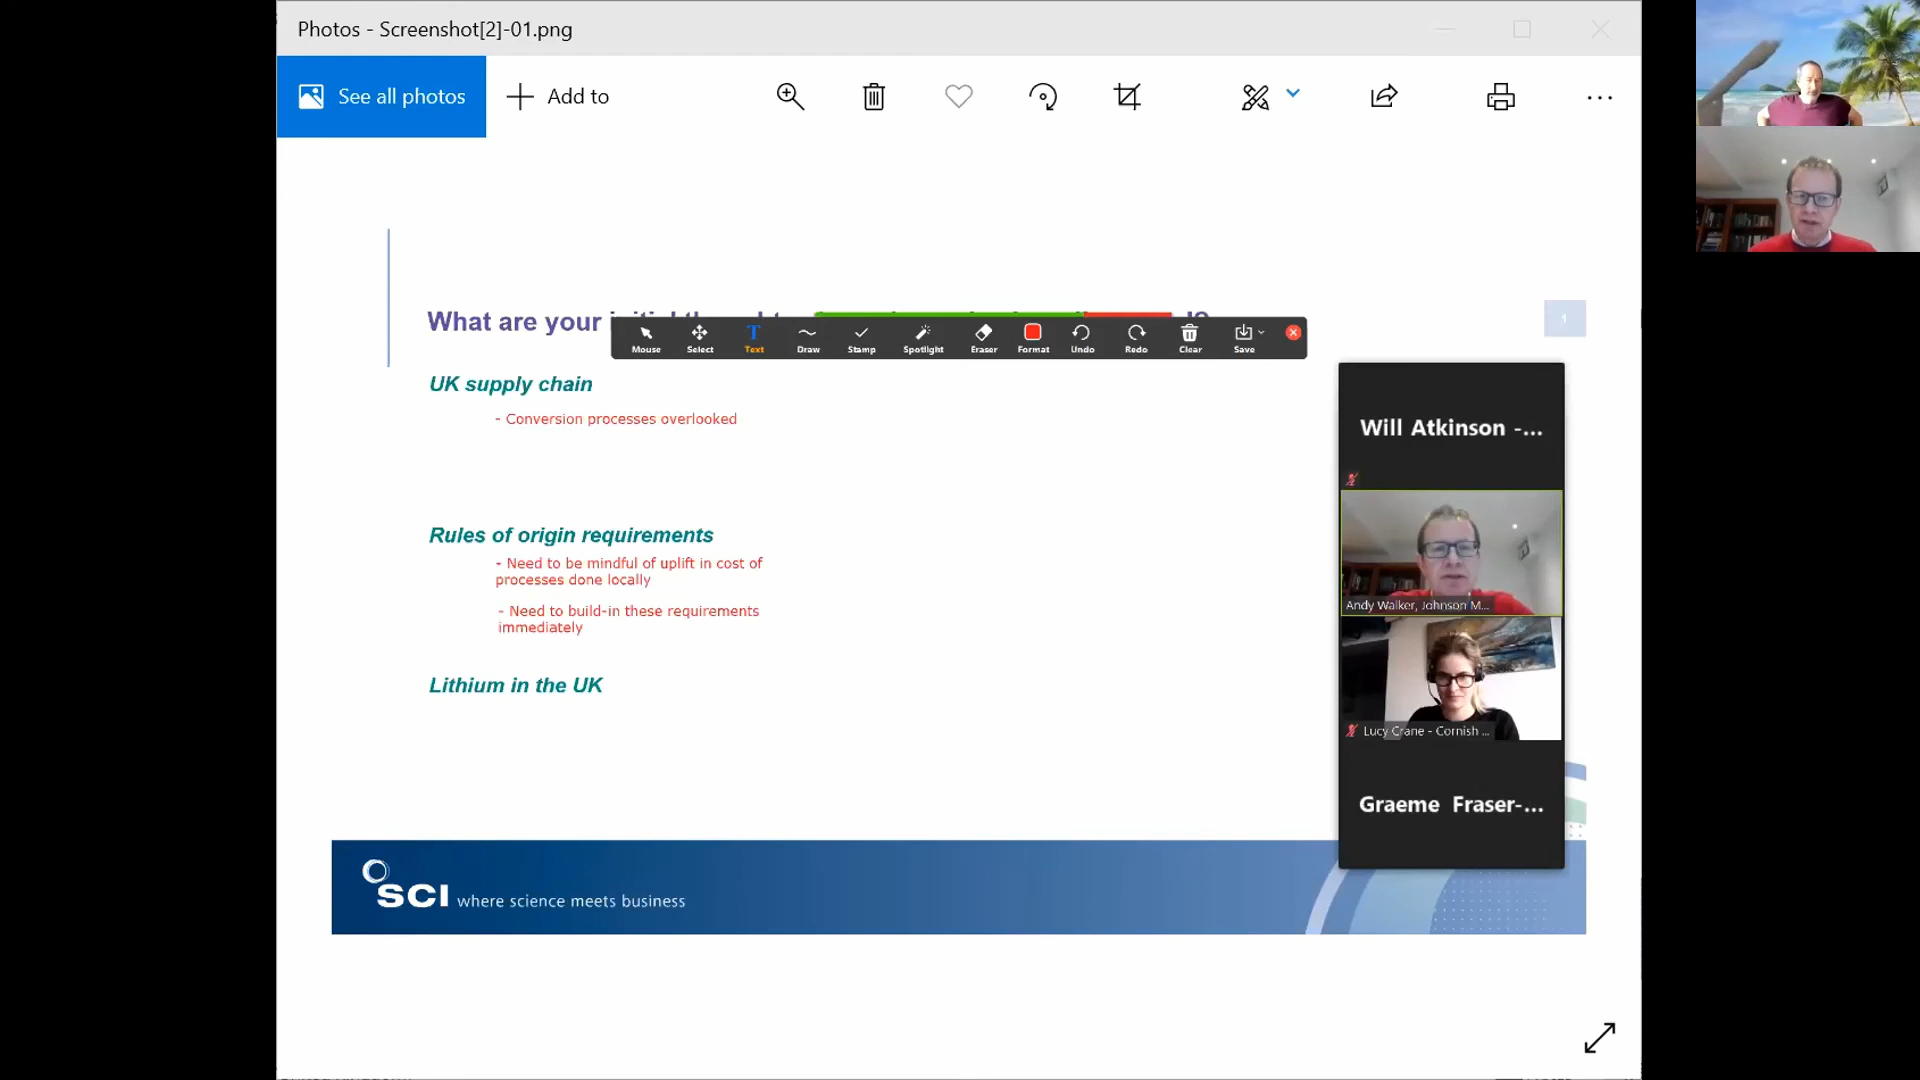 Photos - Screenshot[2]-01.png
See all photos
Add to
What are your
1
Mouse
Select
Text
Draw
Stamp
Spotlight
Eraser
Format
Undo
Redo
Clear
Save
UK supply chain
- Conversion processes overlooked
Rules of origin requirements
- Need to be mindful of uplift in cost of
processes done locally
- Need to build-in these requirements
immediately
Lithium in the UK
Will Atkinson -...
Andy Walker, Johnson M...
Lucy Crane - Cornish ...
Graeme Fraser-...
SCI where science meets business